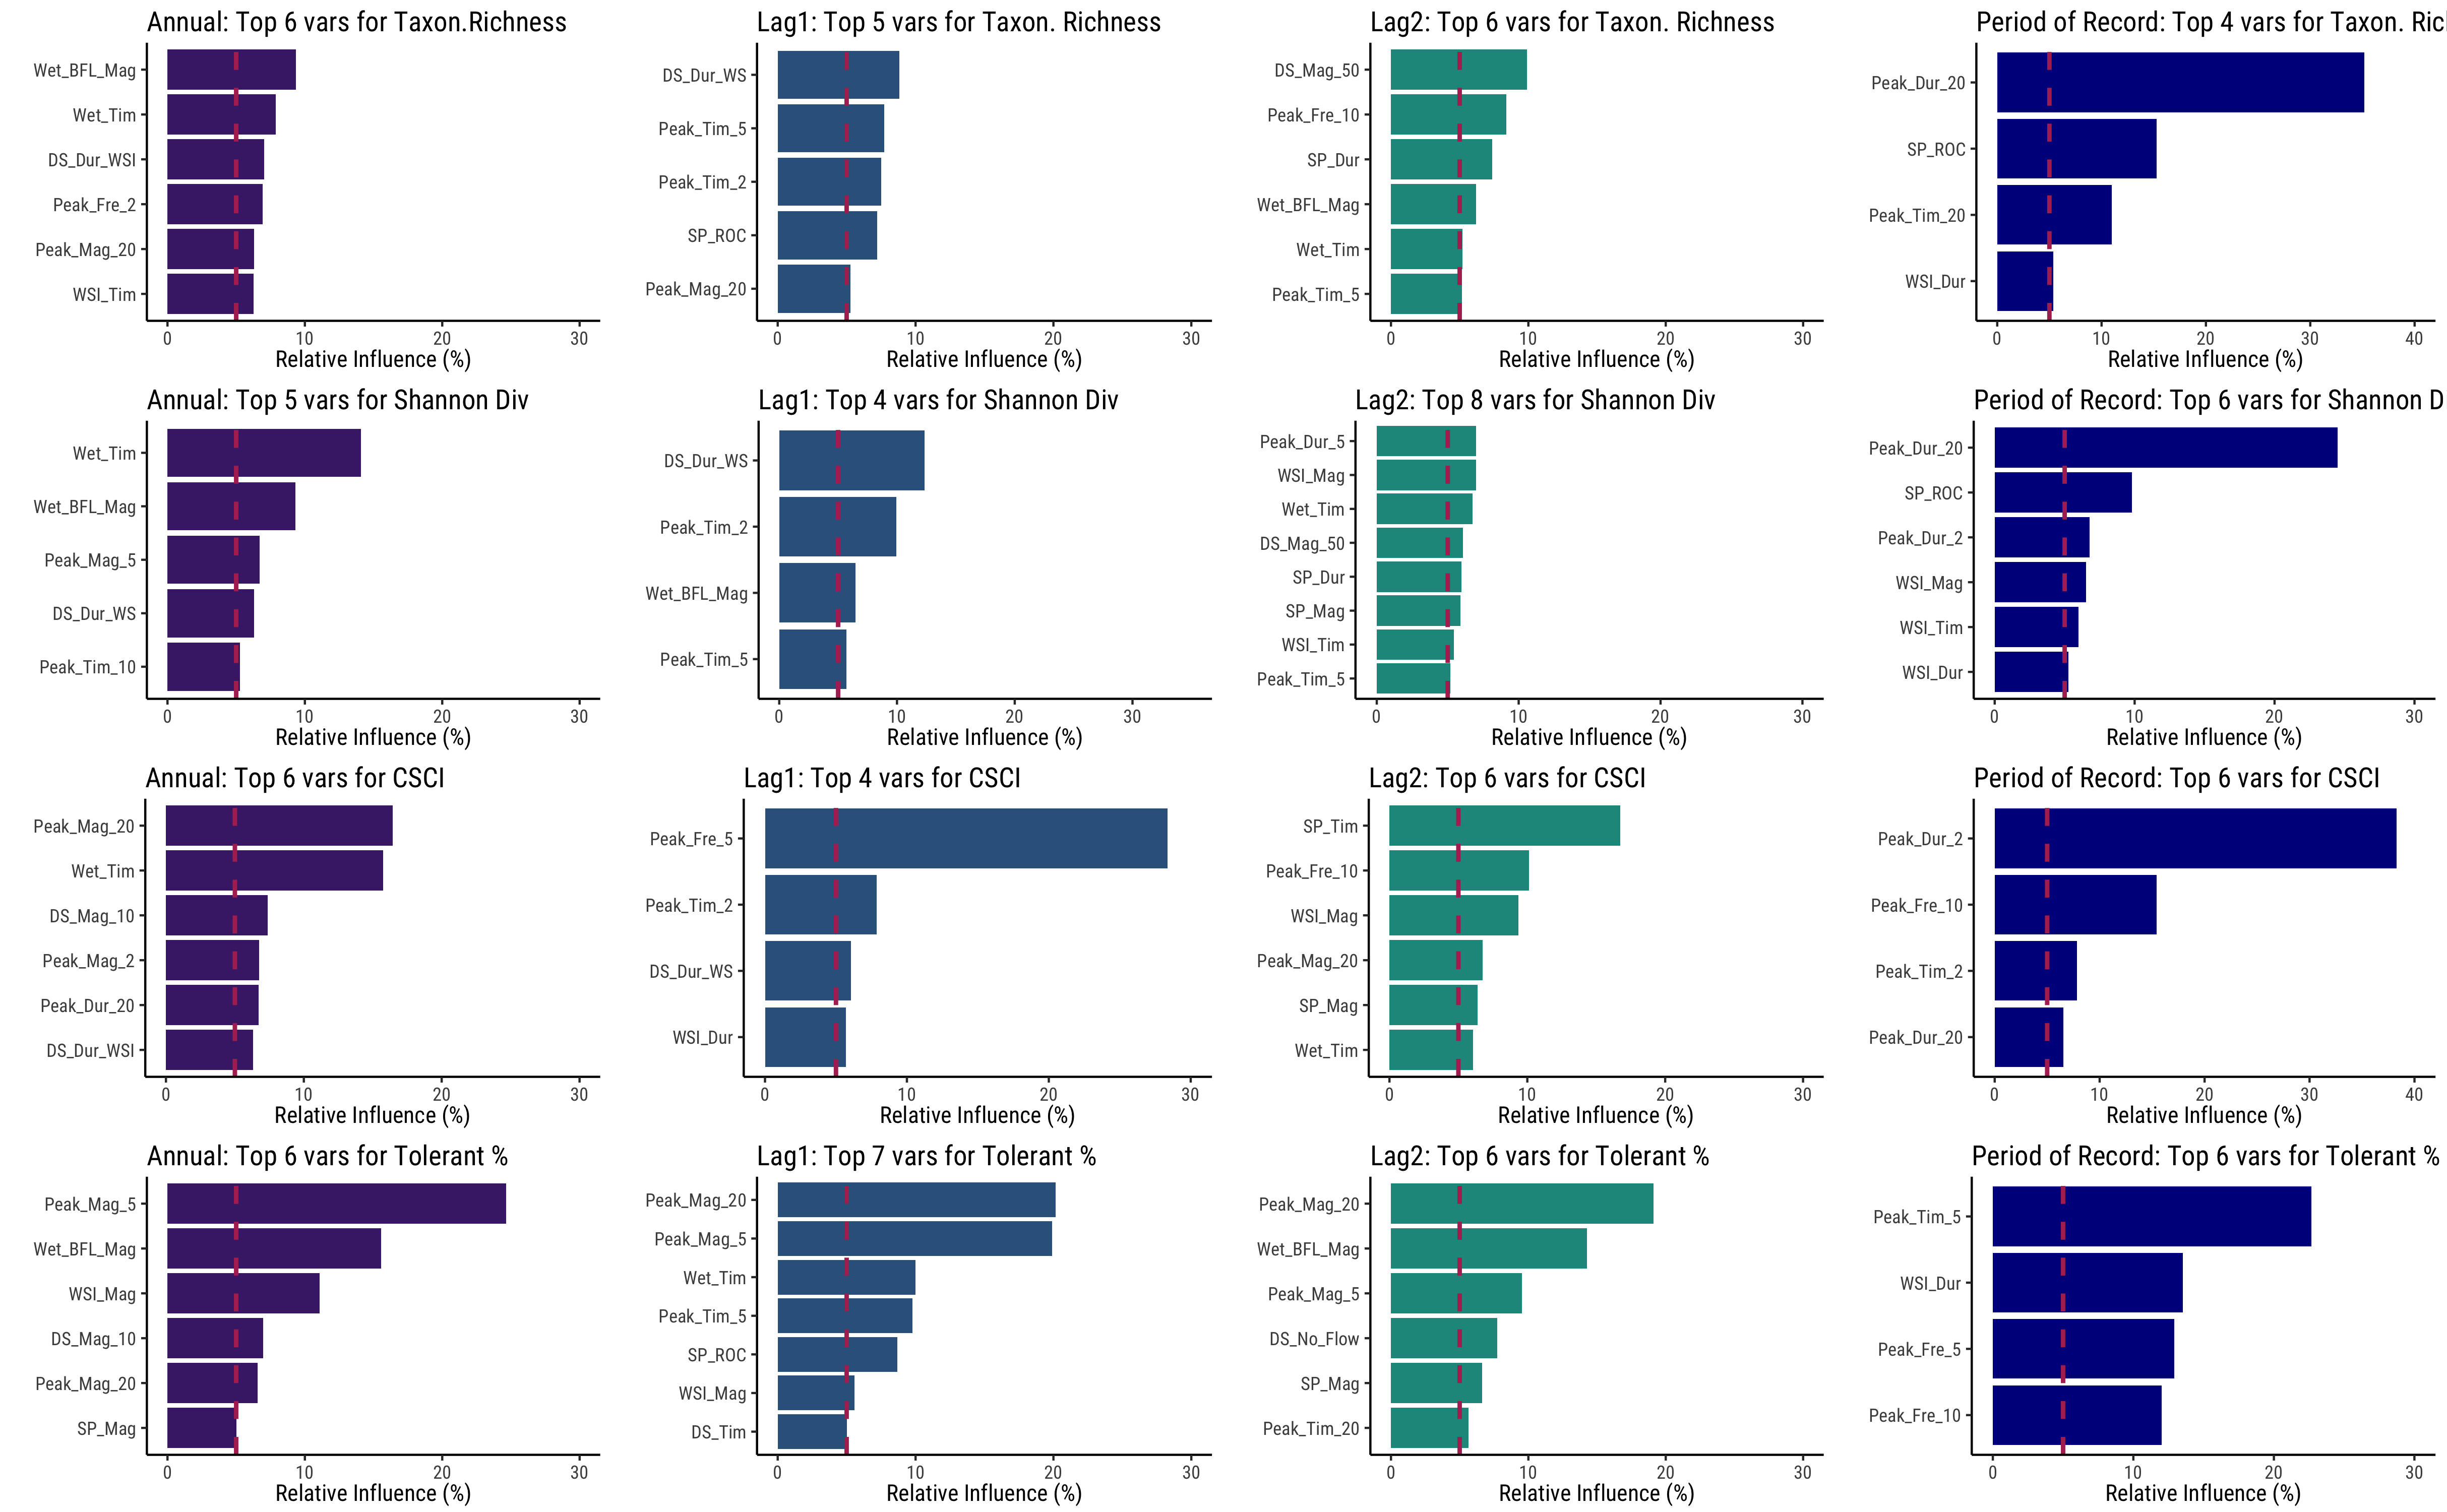 Annual: Top 6 vars for Taxon.Richness
Wet_BFL_Mag
Wet_Tim
DS_Dur_WSI
Peak_Fre_2
Peak_Mag_20
WSI_Tim
0 10 20 30
Relative Influence (%)
Lag1: Top 5 vars for Taxon. Richness
DS_Dur_WS
Peak_Tim_5
Peak_Tim_2
SP_ROC
Peak_Mag_20
0 10 20 30
Relative Influence (%)
Lag2: Top 6 vars for Taxon. Richness
DS_Mag_50
Peak_Fre_10
SP_Dur
Wet_BFL_Mag
Wet_Tim
Peak_Tim_5
0 10 20 30
Relative Influence (%)
Period of Record: Top 4 vars for Taxon. Ric
Peak_Dur_20
SP_ROC
Peak_Tim_20
WSI_Dur
0 10 20 30 40
Relative Influence (%)
Annual: Top 5 vars for Shannon Div
Wet_Tim
Wet_BFL_Mag
Peak_Mag_5
DS_Dur_WS
Peak_Tim_10
0 10 20 30
Relative Influence (%)
Lag1: Top 4 vars for Shannon Div
DS_Dur_WS
Peak_Tim_2
Wet_BFL_Mag
Peak_Tim_5
0 10 20 30
Relative Influence (%)
Lag2: Top 8 vars for Shannon Div
Peak_Dur_5
WSI_Mag
Wet_Tim
DS_Mag_50
SP_Dur
SP_Mag
WSI_Tim
Peak_Tim_5
0 10 20 30
Relative Influence (%)
Period of Record: Top 6 vars for Shannon D
Peak_Dur_20
SP_ROC
Peak_Dur_2
WSI_Mag
WSI_Tim
WSI_Dur
0 10 20 30
Relative Influence (%)
Annual: Top 6 vars for CSCI
Peak_Mag_20
Wet_Tim
DS_Mag_10
Peak_Mag_2
Peak_Dur_20
DS_Dur_WSI
0 10 20 30
Relative Influence (%)
Lag1: Top 4 vars for CSCI
Peak_Fre_5
Peak_Tim_2
DS_Dur_WS
WSI_Dur
0 10 20 30
Relative Influence (%)
Lag2: Top 6 vars for CSCI
SP_Tim
Peak_Fre_10
WSI_Mag
Peak_Mag_20
SP_Mag
Wet_Tim
0 10 20 30
Relative Influence (%)
Period of Record: Top 6 vars for CSCI
Peak_Dur_2
Peak_Fre_10
Peak_Tim_2
Peak_Dur_20
0 10 20 30 40
Relative Influence (%)
Annual: Top 6 vars for Tolerant %
Peak_Mag_5
Wet_BFL_Mag
WSI_Mag
DS_Mag_10
Peak_Mag_20
SP_Mag
0 10 20 30
Relative Influence (%)
Lag1: Top 7 vars for Tolerant %
Peak_Mag_20
Peak_Mag_5
Wet_Tim
Peak_Tim_5
SP_ROC
WSI_Mag
DS_Tim
0 10 20 30
Relative Influence (%)
Lag2: Top 6 vars for Tolerant %
Peak_Mag_20
Wet_BFL_Mag
Peak_Mag_5
DS_No_Flow
SP_Mag
Peak_Tim_20
0 10 20 30
Relative Influence (%)
Period of Record: Top 6 vars for Tolerant %
Peak_Tim_5
WSI_Dur
Peak_Fre_5
Peak_Fre_10
0 10 20 30
Relative Influence (%)